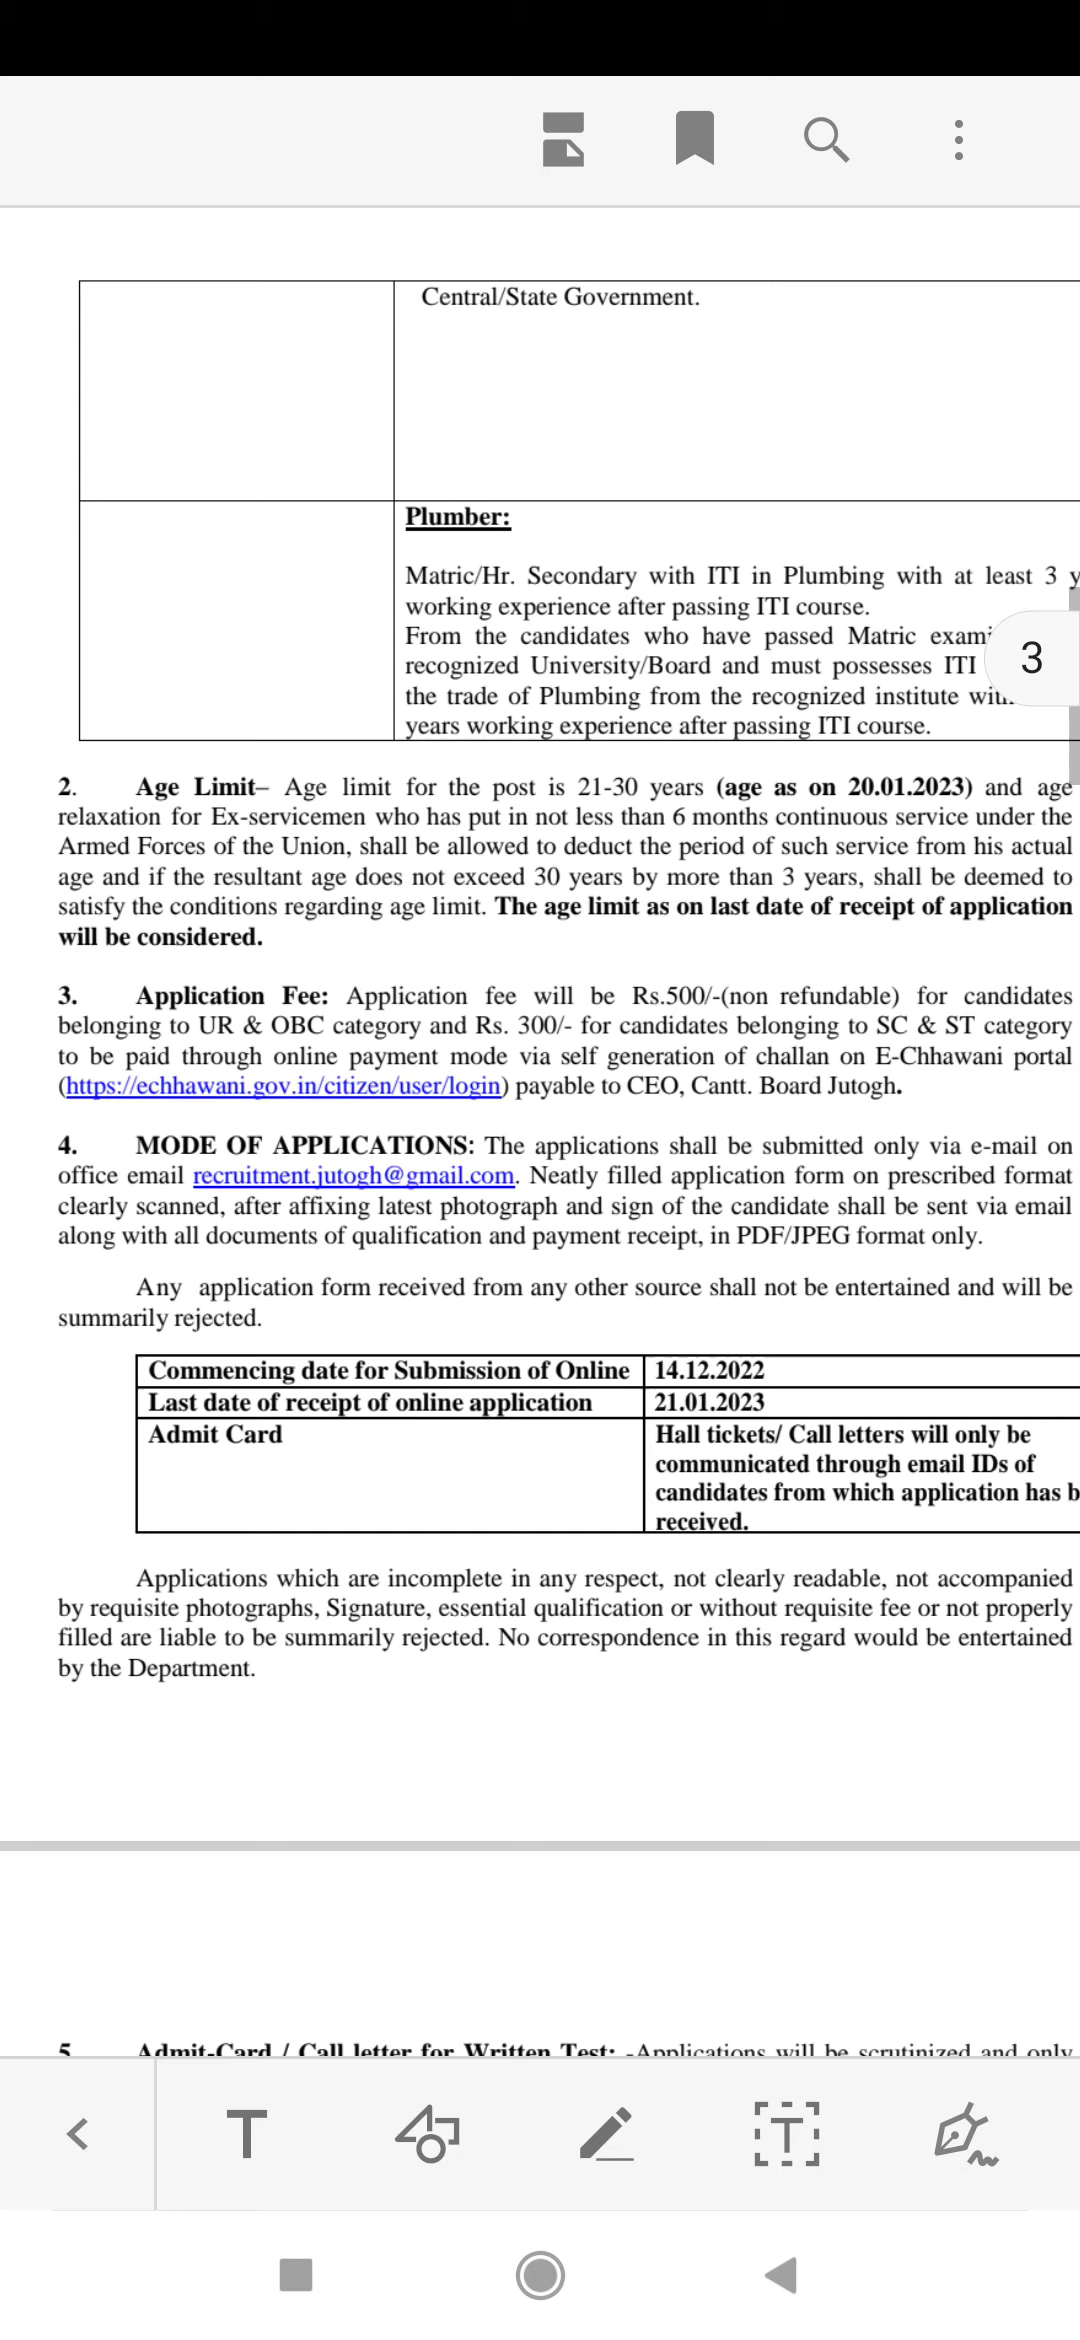 Central/State Government.
Plumber:
Matric/Hr. Secondary with ITI in Plumbing with at least 3
working experience after passing ITI course.
From the candidates who have passed Matric
recognized University/Board and must possesses ITI
3
the trade of Plumbing from the recognized institute
years working experience after passing ITI course.
2. Age Limit– Age limit for the post is 21-30 years (age as on 20.01.2023) and age
relaxation for Ex-servicemen who has put in not less than 6 months continuous service under the
Armed Forces of the Union, shall be allowed to deduct the period of such service from his actual
age and if the resultant age does not exceed 30 years by more than 3 years, shall be deemed to
satisfy the conditions regarding age limit. The age limit as on last date of receipt of application
will be considered.
3. Application Fee: Application fee will be Rs.500/-(non refundable) for candidates
belonging to UR & OBC category and Rs. 300/- for candidates belonging to SC & ST category
to be paid through online payment mode via self generation of challan on E-Chhawani portal
(https://echhawani.gov.in/citizen/user/login) payable to CEO, Cantt. Board Jutogh.
4. MODE OF APPLICATIONS: The applications shall be submitted only via e-mail on
office email recruitment.jutogh@gmail.com. Neatly filled application form on prescribed format
clearly scanned, after affixing latest photograph and sign of the candidate shall be sent via email
along with all documents of qualification and payment receipt, in PDF/JPEG format only.
Any application form received from any other source shall not be entertained and will be
summarily rejected.
Commencing date for Submission of Online 14.12.2022
Last date of receipt of online application 21.01.2023
Admit Card Hall tickets/ Call letters will only be
communicated through email IDs of
candidates from which application has
received.
Applications which are incomplete in any respect, not clearly readable, not accompanied
by requisite photographs, Signature, essential qualification or without requisite fee or not properly
filled are liable to be summarily rejected. No correspondence in this regard would be entertained
by the Department.
5 Admit-Card / Call letter for Written Test: -Applications will be scrutinized and only